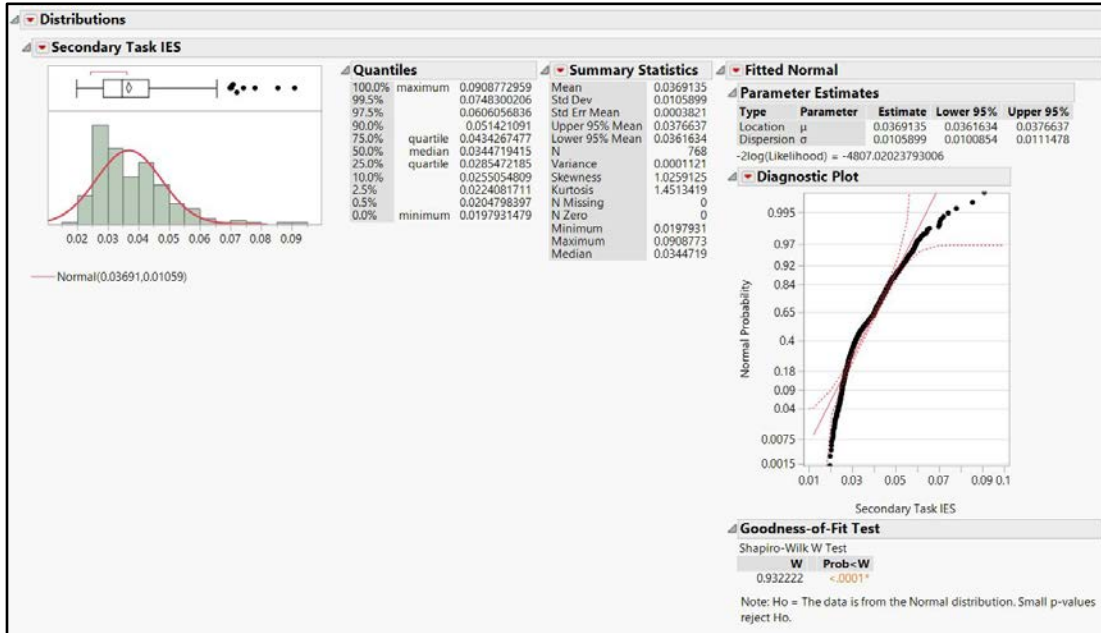 Distributions
Secondary Task IES
0.02 0.03 0.04 0.05 0.06 0.07 0.08 0.09
Normal(0.03691,0.01059)
Quantiles
100.0% maximum 0.0908772959
99.5% 0.0748300206
97.5% 0.0606056836
90.0% 0.051421091
75.0% quartile 0.0434267477
50.0% median 0.0344719415
25.0% quartile 0.0285472185
10.0% 0.0255054809
2.5% 0.0224081711
0.5% 0.0204798397
0.0% minimum 0.0197931479
Summary Statistics
Mean 0.0369135
Std Dev 0.0105899
Std Err Mean 0.0003821
Upper 95% Mean 0.0376637
Lower 95% Mean 0.0361634
N 768
Variance 0.0001121
Skewness 1.0259125
Kurtosis 1.4513419
N Missing 0
N Zero 0
Minimum 0.0197931
Maximum 0.0908773
Median 0.0344719
Fitted Normal
Parameter Estimates
Type Parameter Estimate Lower 95% Upper 95%
Location μ 0.0369135 0.0361634 0.0376637
Dispersion σ 0.0105899 0.0100854 0.0111478
-2log(Likelihood) = -4807.02023793006
Diagnostic Plot
Normal Probability
0.995
0.97
0.92
0.84
0.65
0.4
0.18
0.09
0.04
0.0075
0.0015
0.01 0.03 0.05 0.07 0.09 0.1
Secondary Task IES
Goodness-of-Fit Test
Shapiro-Wilk W Test
W Prob<W
0.932222 <.0001*
Note: Ho = The data is from the Normal distribution. Small p-values
reject Ho.